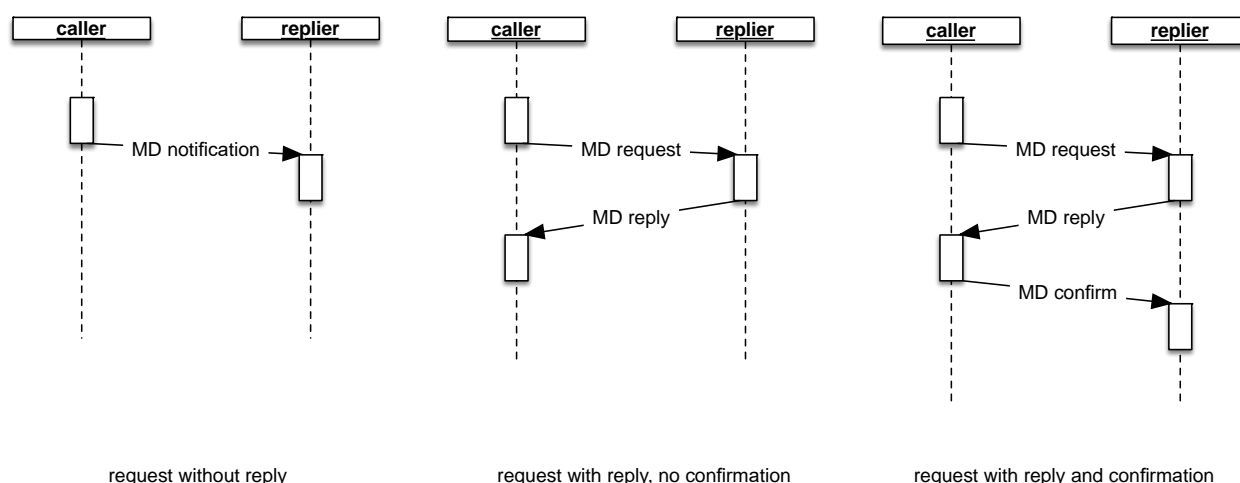 caller replier
MD notification
request without reply
caller replier
MD request
MD reply
request with reply, no confirmation
caller replier
MD request
MD reply
MD confirm
request with reply and confirmation